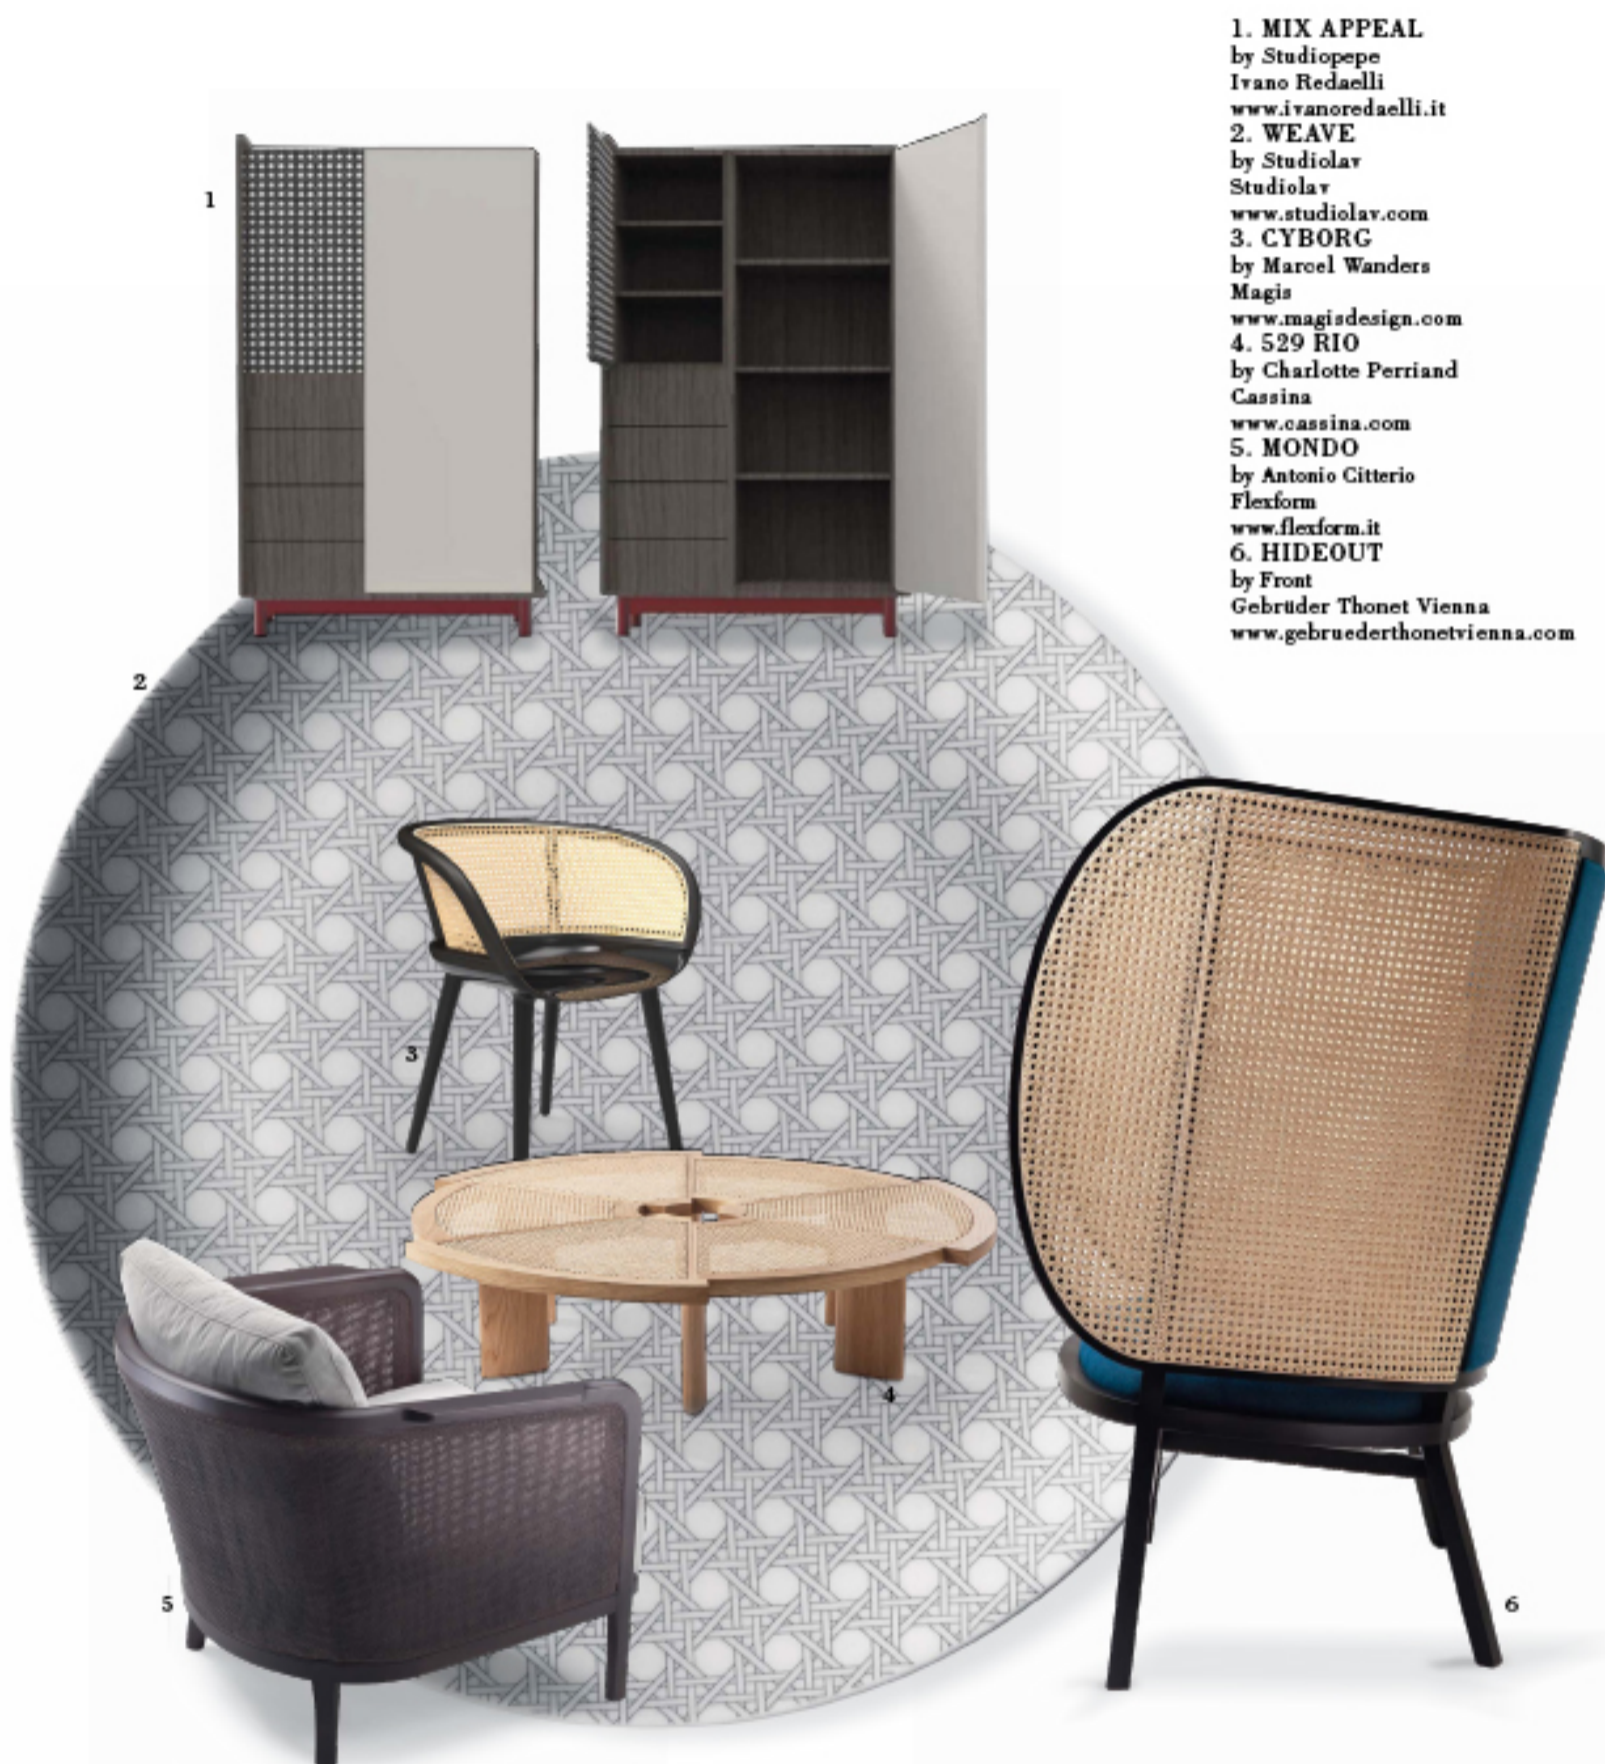 1. MIX APPEAL
by Studiopepe
Ivano Redaelli
www.ivanoredaelli.it
2. WEAVE
by Studiolav
Studiolav
www.studiolav.com
3. CYBORG
by Marcel Wanders
Magis
www.magisdesign.com
4. 529 RIO
by Charlotte Perriand
Cassina
www.cassina.com
5. MONDO
by Antonio Citterio
Flexform
www.flexform.it
6. HIDEOUT
by Front
Gebrüder Thonet Vienna
www.gebruederthonetvienna.com
1
2
3
4
5
6